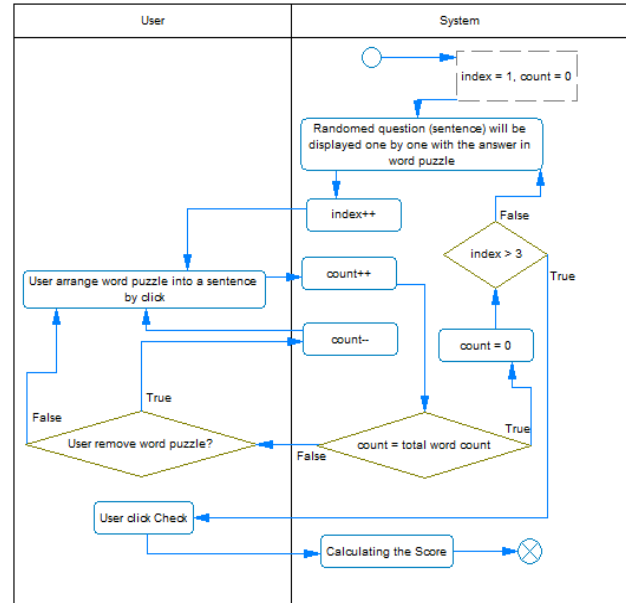 User
System
index = 1, count = 0
Randomed question (sentence) will be
displayed one by one with the answer in
word puzzle
index++
False
index > 3
True
User arrange word puzzle into a sentence
by click
count++
count = 0
count--
True
False
User remove word puzzle?
False
count = total word count
True
User click Check
Calculating the Score